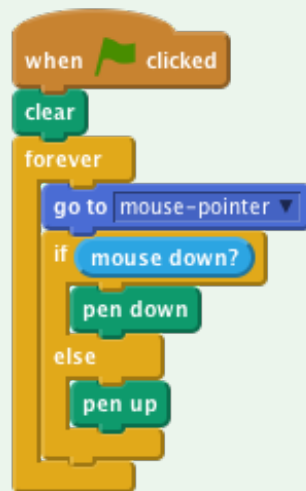 when clicked
clear
forever
go to mouse-pointer
if mouse down?
pen down
else
pen up